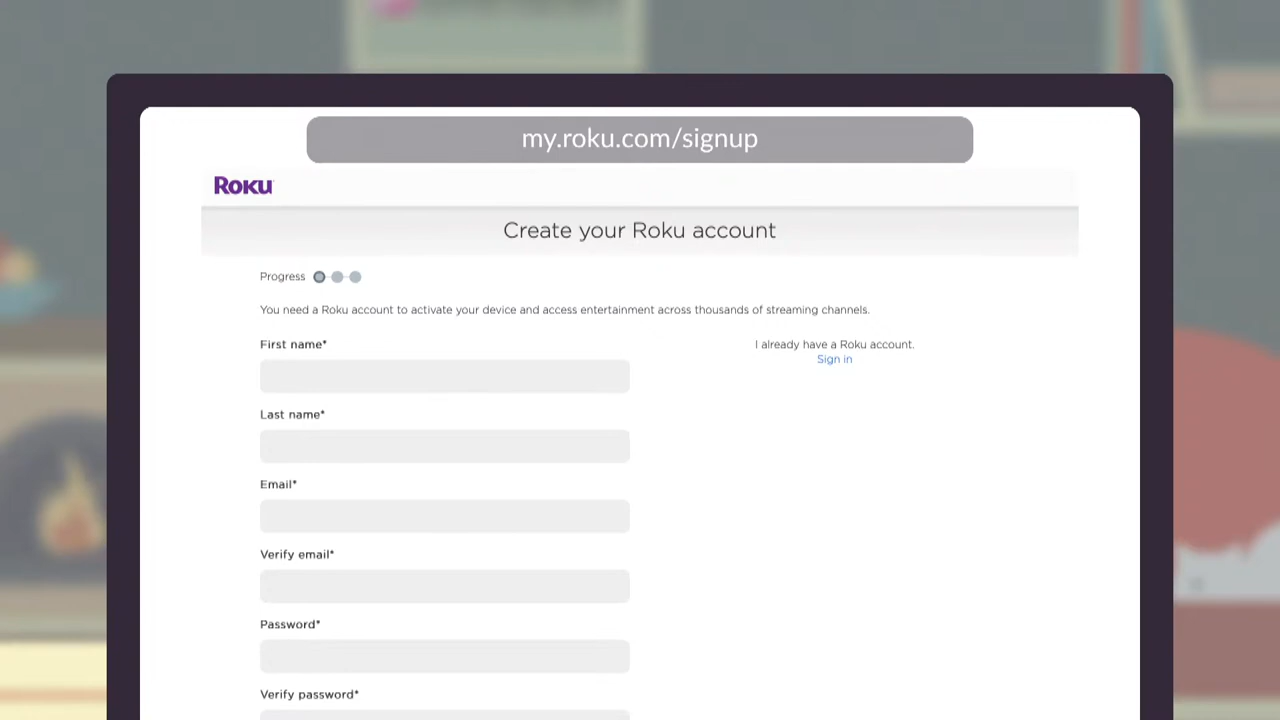 my.roku.com/signup
Roku
Create your Roku account
Progress
You need a Roku account to activate your device and access entertainment across thousands of streaming channels.
First name*
I already have a Roku account.
Sign in
Last name*
Email*
Verify email*
Password*
Verify password*